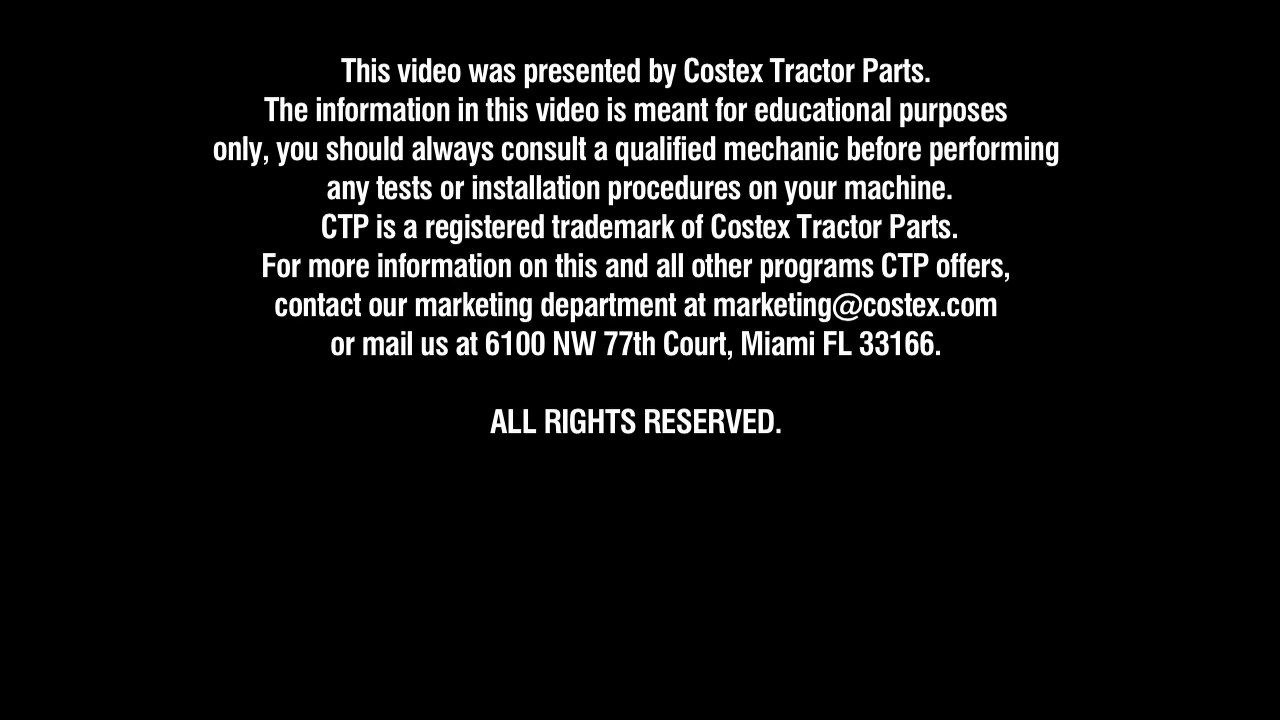 This video was presented by Costex Tractor Parts.
The information in this video is meant for educational purposes
only, you should always consult a qualified mechanic before performing
any tests or installation procedures on your machine.
CTP is a registered trademark of Costex Tractor Parts.
For more information on this and all other programs CTP offers,
contact our marketing department at marketing@costex.com
or mail us at 6100 NW 77th Court, Miami FL 33166.
ALL RIGHTS RESERVED.